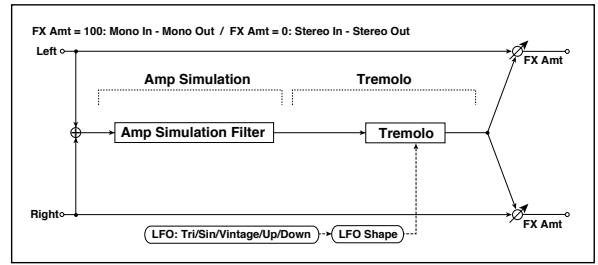 FX Amt = 100: Mono In - Mono Out / FX Amt = 0: Stereo In - Stereo Out
Left
FX Amt
Amp Simulation
Tremolo
Amp Simulation Filter
Tremolo
Right
FX Amt
LFO: Tri/Sin/Vintage/Up/Down
LFO Shape